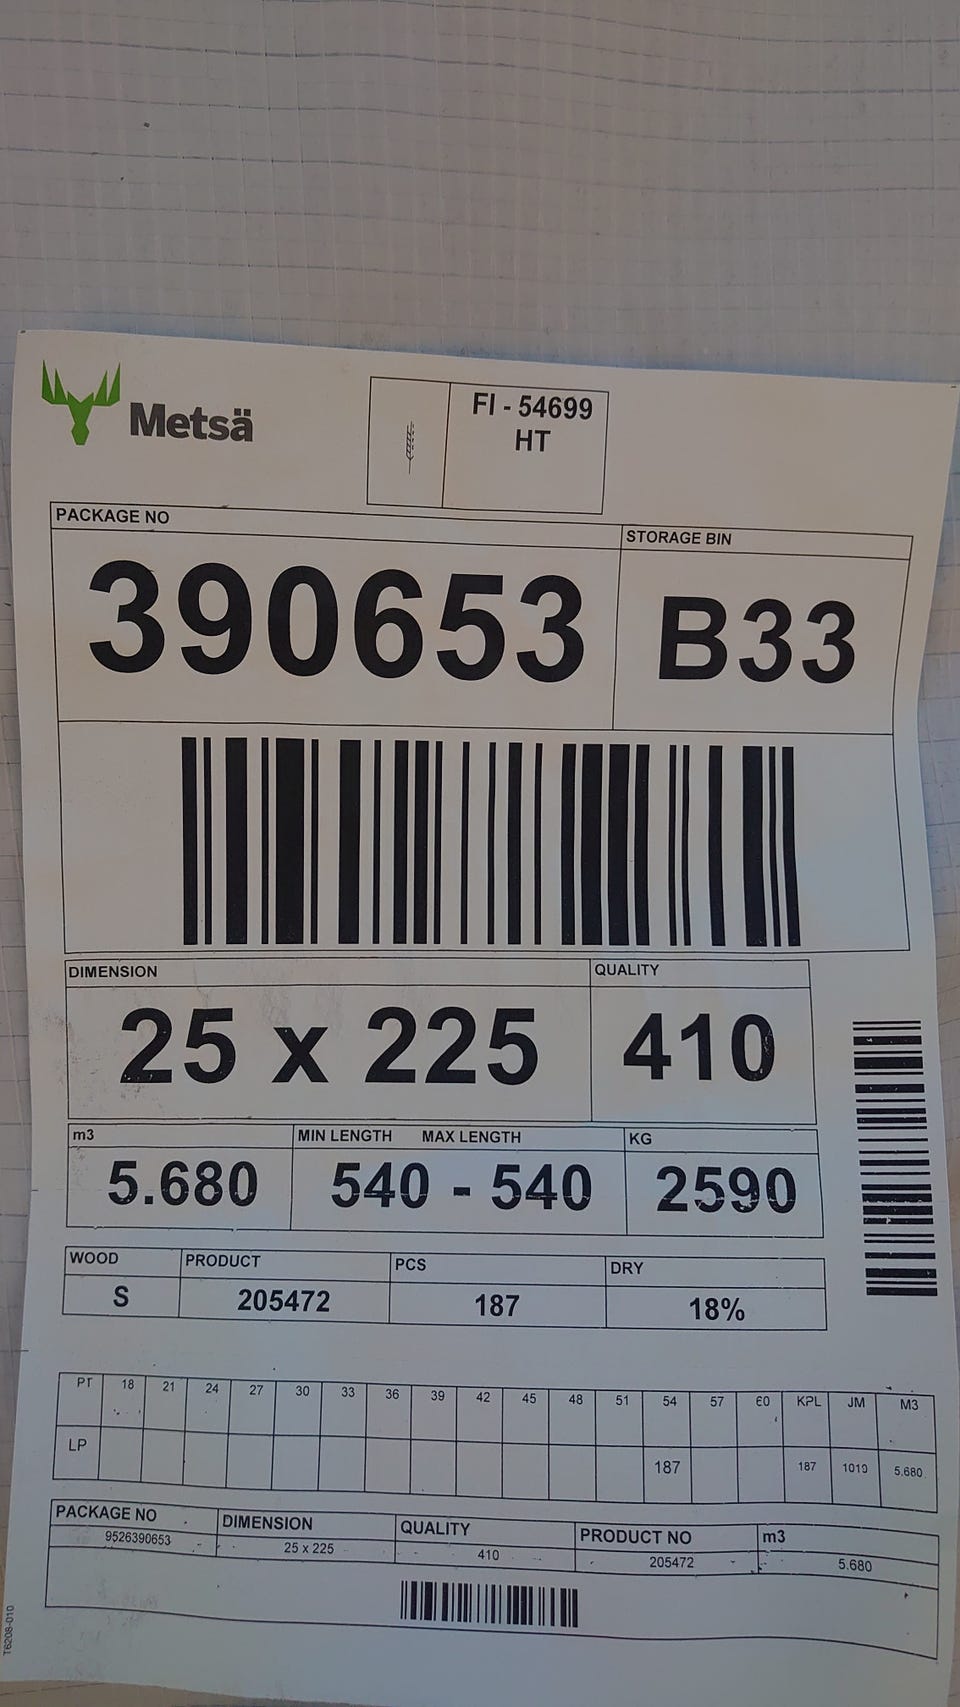 Metsä
FI - 54699
HT
PACKAGE NO
STORAGE BIN
390653
B33
DIMENSION
QUALITY
25 x 225
410
m3
MIN LENGTH MAX LENGTH
KG
5.680
540 - 540
2590
WOOD
PRODUCT
PCS
DRY
S
205472
187
18%
PT 18 21 24 27 30 33 36 39 42 45 48 51 54 57 60 KPL JM M3
LP 187 187 1010 5.680
PACKAGE NO DIMENSION QUALITY PRODUCT NO m3
9526390653 25 x 225 410 205472 5.680
T6208-010